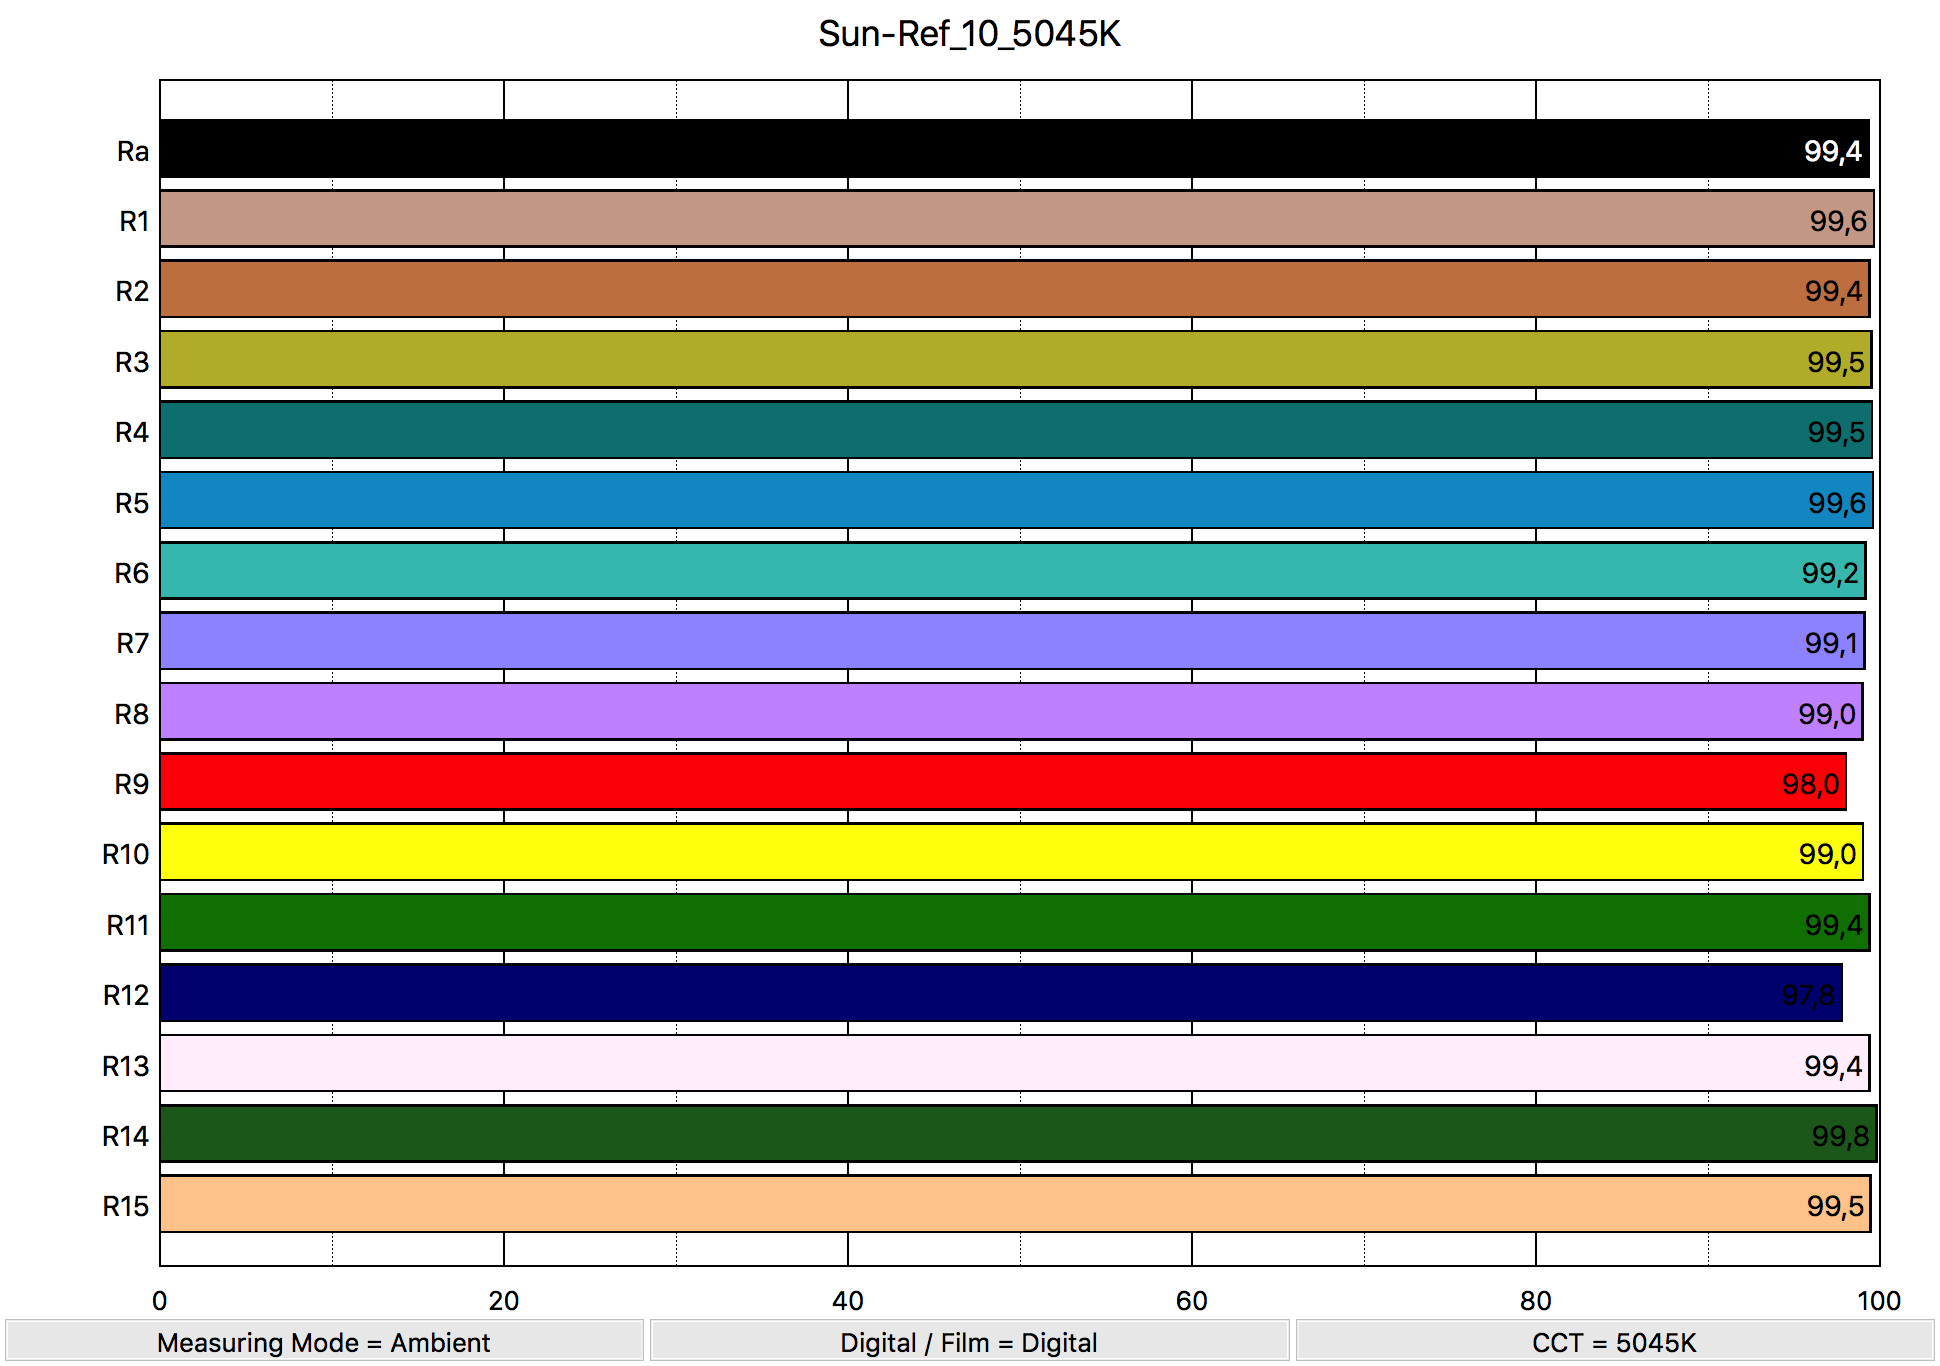 Sun-Ref_10_5045K
Ra 99,4
R1 99,6
R2 99,4
R3 99,5
R4 99,5
R5 99,6
R6 99,2
R7 99,1
R8 99,0
R9 98,0
R10 99,0
R11 99,4
R12 97,8
R13 99,4
R14 99,8
R15 99,5
0 20 40 60 80 100
Measuring Mode = Ambient Digital / Film = Digital CCT = 5045K